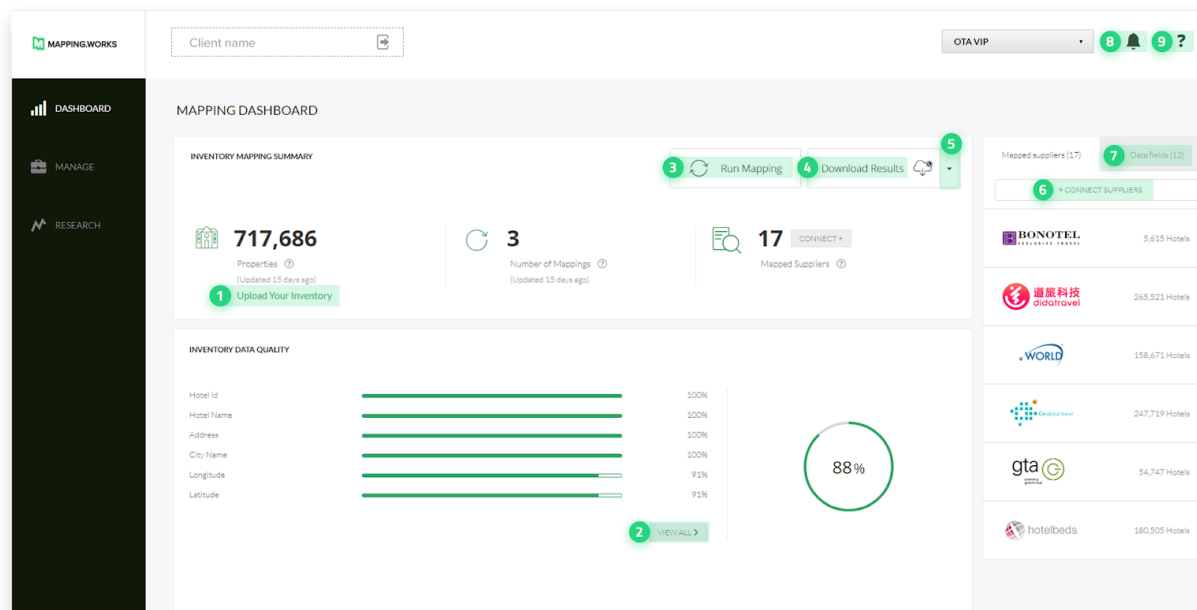 M MAPPING.WORKS
Client name
OTA VIP
8
9 ?
DASHBOARD
MANAGE
RESEARCH
MAPPING DASHBOARD
INVENTORY MAPPING SUMMARY
3 Run Mapping
4 Download Results
5
717,686
Properties ?
(Updated 15 days ago)
1 Upload Your Inventory
3
Number of Mappings ?
(Updated 15 days ago)
17 CONNECT +
Mapped Suppliers ?
INVENTORY DATA QUALITY
Hotel Id 100%
Hotel Name 100%
Address 100%
City Name 100%
Longitude 91%
Latitude 91%
2 VIEW ALL >
88%
Mapped suppliers (17)
7 Data fields (12)
6 + CONNECT SUPPLIERS
BONOTEL
EXCLUSIVE TRAVEL
5,615 Hotels
道旅科技
didatravel
265,521 Hotels
.WORLD
158,671 Hotels
Go global travel
247,719 Hotels
gta
54,747 Hotels
hotelbeds
180,505 Hotels